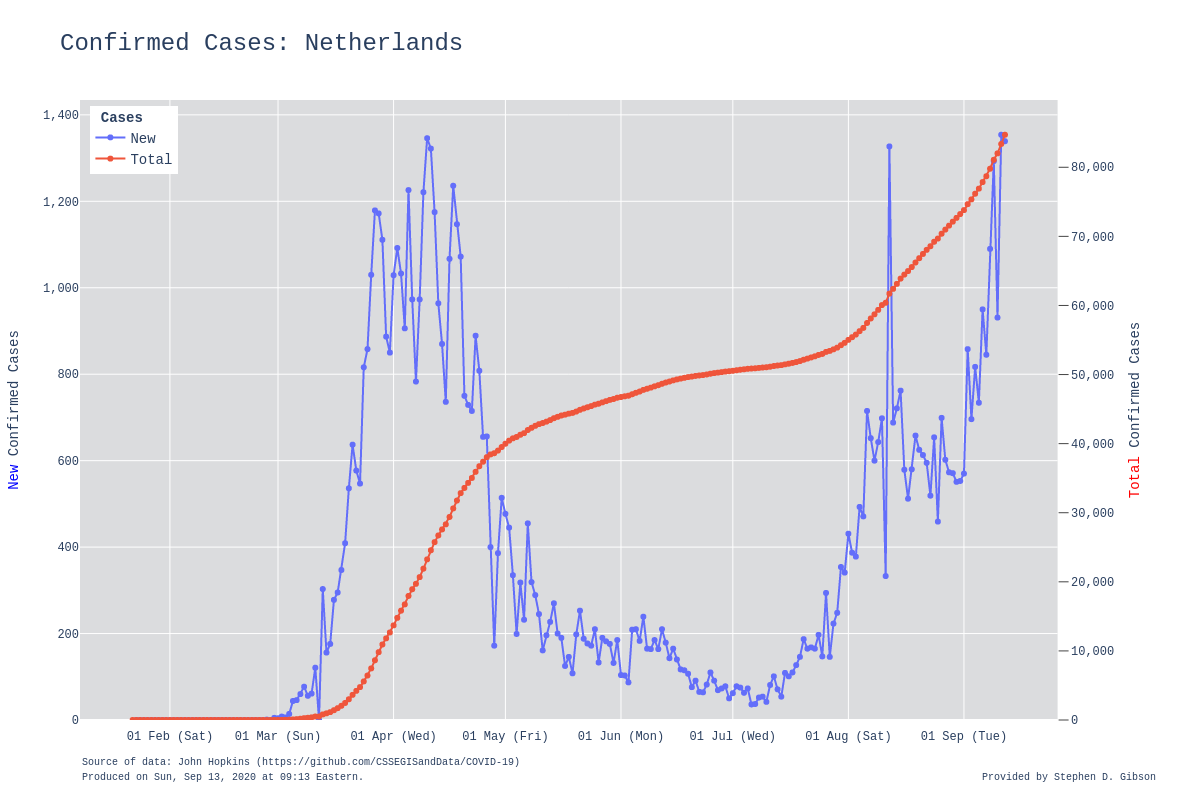 Confirmed Cases: Netherlands
Cases
New
Total
1,400
1,200
1,000
800
600
400
200
0
New Confirmed Cases
80,000
70,000
60,000
50,000
40,000
30,000
20,000
10,000
0
Total Confirmed Cases
01 Feb (Sat) 01 Mar (Sun) 01 Apr (Wed) 01 May (Fri) 01 Jun (Mon) 01 Jul (Wed) 01 Aug (Sat) 01 Sep (Tue)
Source of data: John Hopkins (https://github.com/CSSEGISandData/COVID-19)
Produced on Sun, Sep 13, 2020 at 09:13 Eastern.
Provided by Stephen D. Gibson